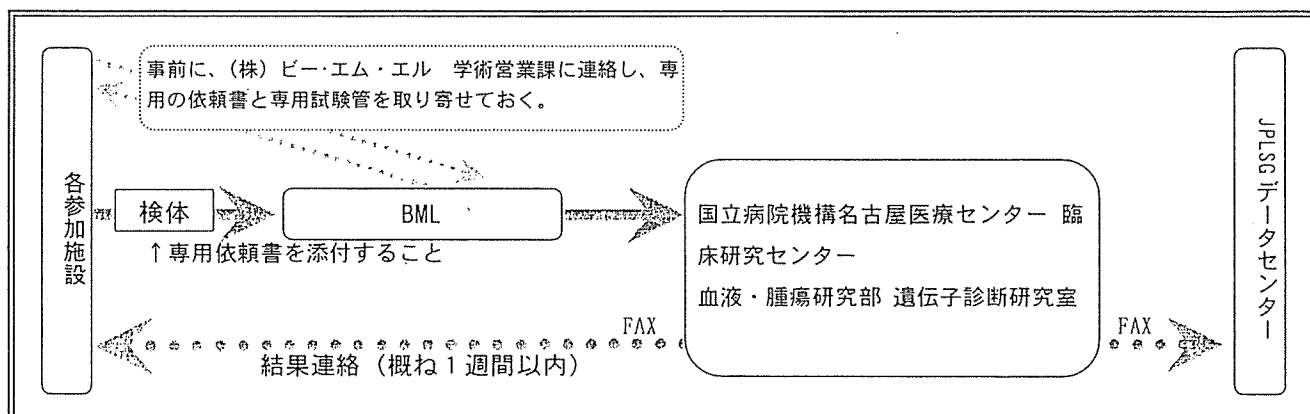 事前に、（株）ビー・エム・エル　学術営業課に連絡し、専
用の依頼書と専用試験管を取り寄せておく。
各参加施設
検体
BML
↑専用依頼書を添付すること
国立病院機構名古屋医療センター 臨
床研究センター
血液・腫瘍研究部 遺伝子診断研究室
JPLSG データセンター
FAX
FAX
結果連絡（概ね１週間以内）